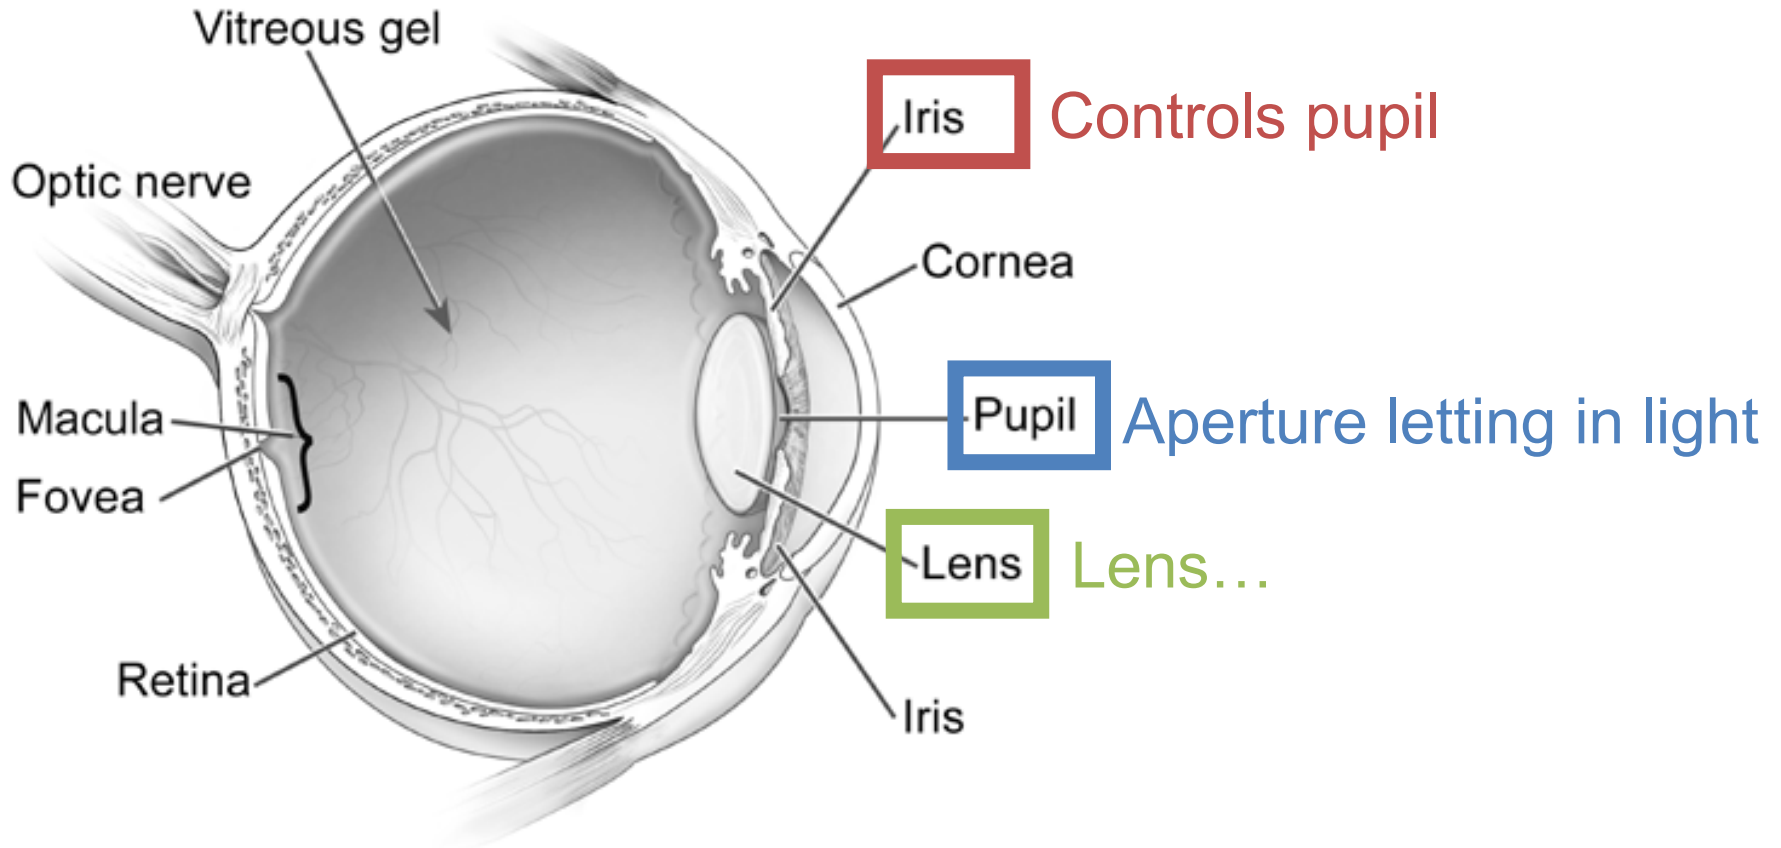 Vitreous gel
Iris
Controls pupil
Optic nerve
Cornea
Macula
Pupil
Aperture letting in light
Fovea
Lens
Lens…
Retina
Iris